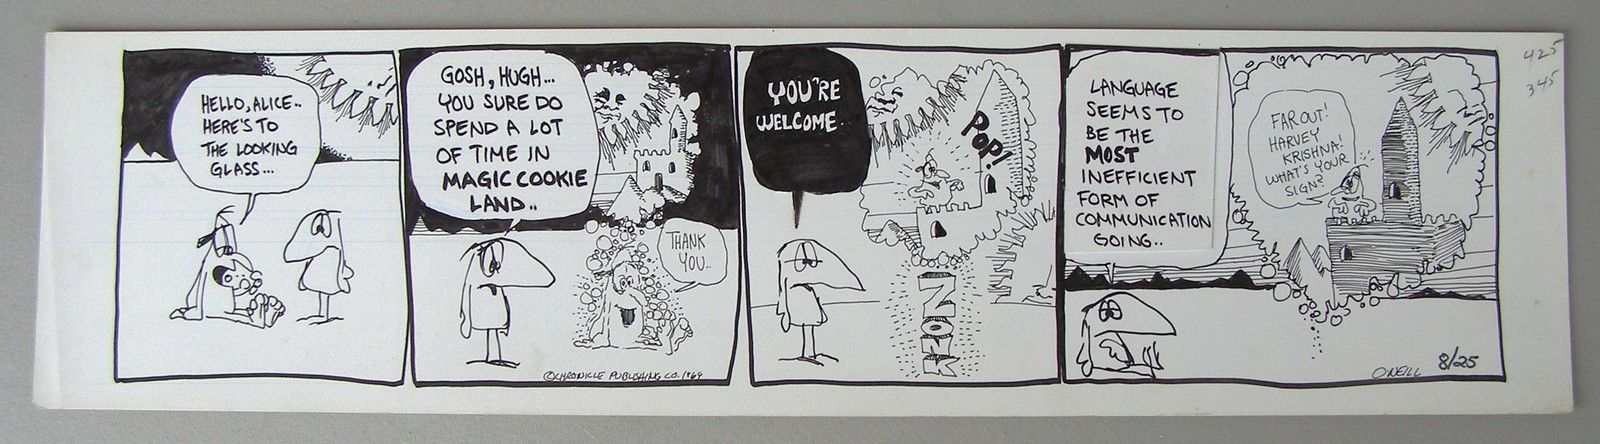 HELLO, ALICE..
HERE'S TO
THE LOOKING
GLASS...
GOSH, HUGH...
YOU SURE DO
SPEND A LOT
OF TIME IN
MAGIC COOKIE
LAND..
THANK
YOU..
©CHRONICLE PUBLISHING CO. 1969
YOU'RE
WELCOME.
POP!
ZONK
LANGUAGE
SEEMS TO
BE THE
MOST
INEFFICIENT
FORM OF
COMMUNICATION
GOING..
FAR OUT!
HARVEY
KRISHNA!
WHAT'S YOUR
SIGN?
O'NEILL 8/25
425
345